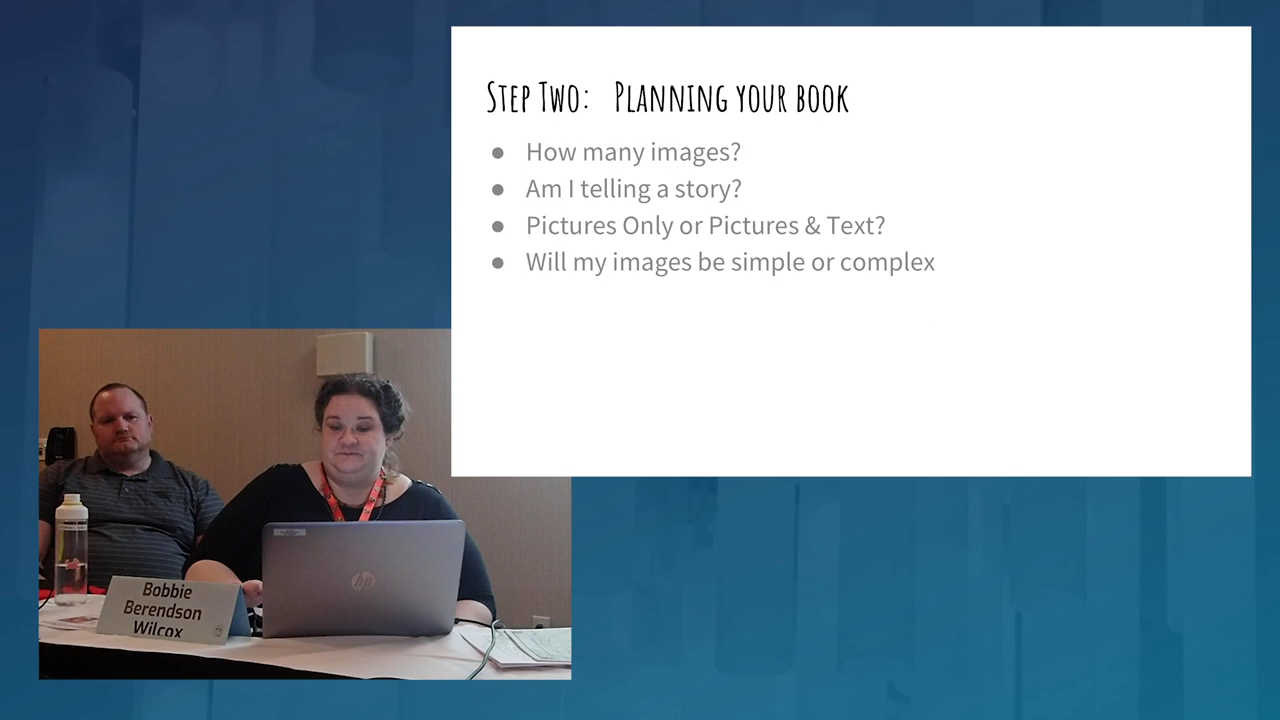 Step Two: Planning your book
● How many images?
● Am I telling a story?
● Pictures Only or Pictures & Text?
● Will my images be simple or complex
Bobbie
Berendson
Wilcox
hp